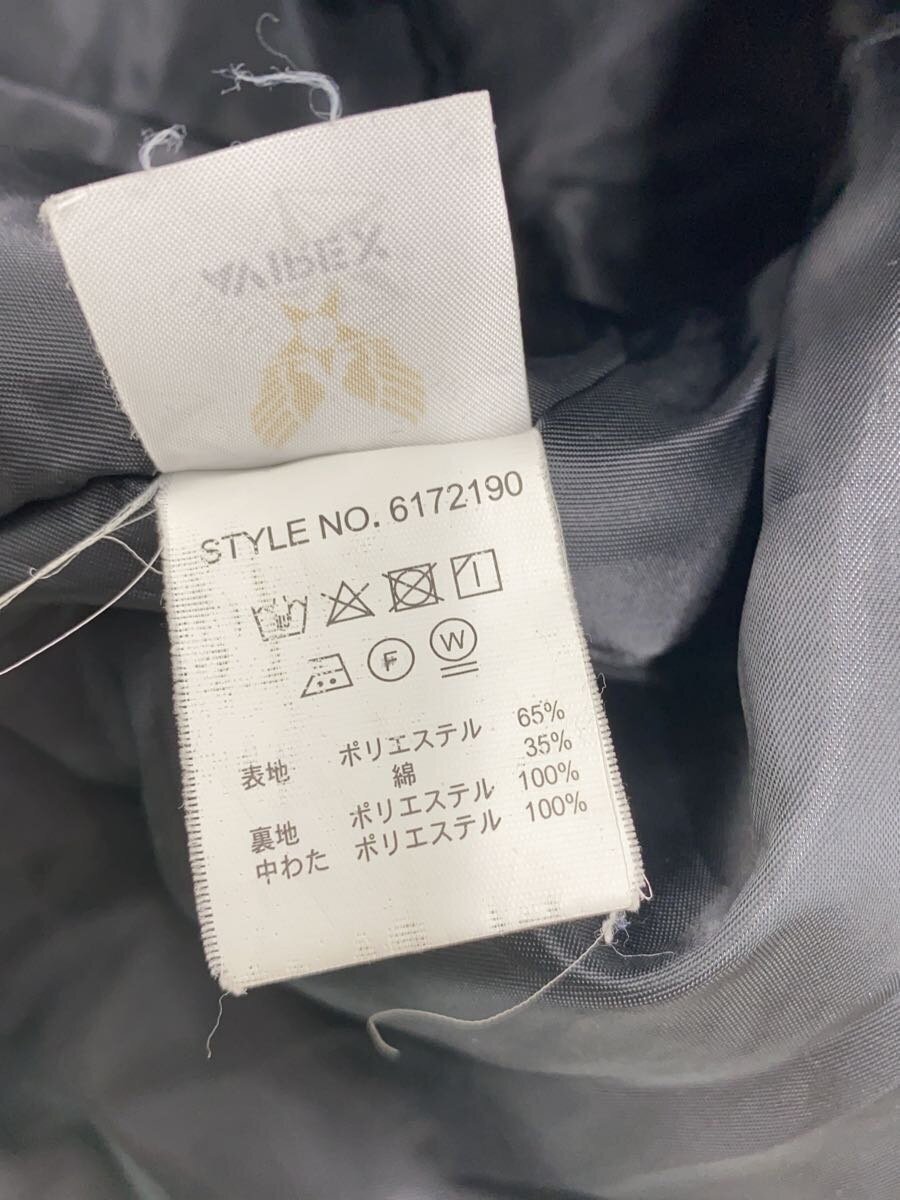 AVIREX
STYLE NO. 6172190
F W
表地 ポリエステル 65%
綿 35%
裏地 ポリエステル 100%
中わた ポリエステル 100%